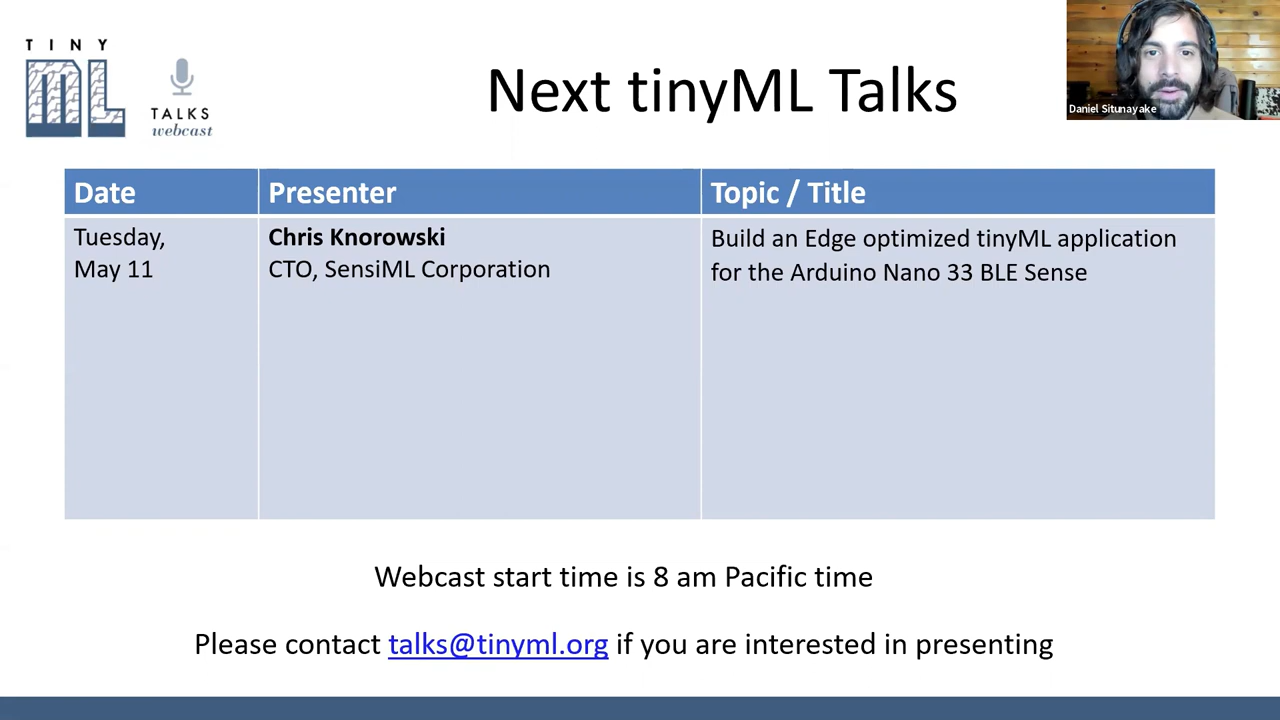 TINY
ML
TALKS
webcast
Next tinyML Talks
Daniel Situnayake
Date
Presenter
Topic / Title
Tuesday,
May 11
Chris Knorowski
CTO, SensiML Corporation
Build an Edge optimized tinyML application
for the Arduino Nano 33 BLE Sense
Webcast start time is 8 am Pacific time
Please contact talks@tinyml.org if you are interested in presenting